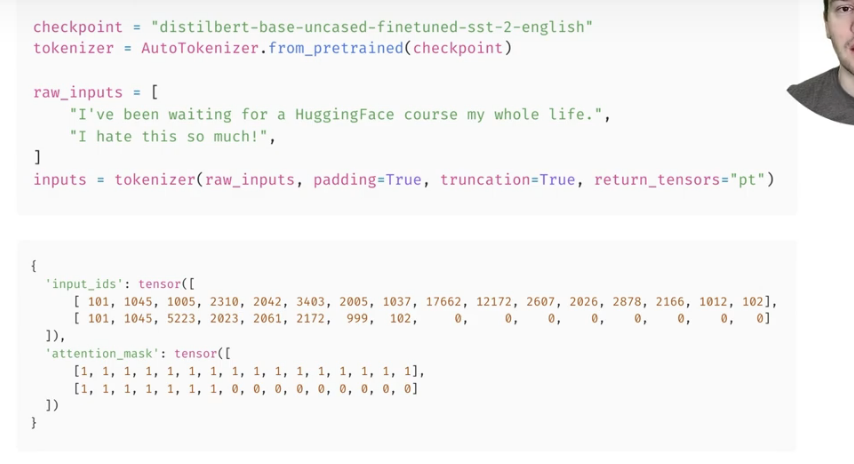 checkpoint = "distilbert-base-uncased-finetuned-sst-2-english"
tokenizer = AutoTokenizer.from_pretrained(checkpoint)
raw_inputs = [
    "I've been waiting for a HuggingFace course my whole life.",
    "I hate this so much!",
]
inputs = tokenizer(raw_inputs, padding=True, truncation=True, return_tensors="pt")
{
  'input_ids': tensor([
      [ 101, 1045, 1005, 2310, 2042, 3403, 2005, 1037, 17662, 12172, 2607, 2026, 2878, 2166, 1012, 102],
      [ 101, 1045, 5223, 2023, 2061, 2172, 999, 102, 0, 0, 0, 0, 0, 0, 0, 0]
  ]),
  'attention_mask': tensor([
      [1, 1, 1, 1, 1, 1, 1, 1, 1, 1, 1, 1, 1, 1, 1, 1],
      [1, 1, 1, 1, 1, 1, 1, 0, 0, 0, 0, 0, 0, 0, 0, 0]
  ])
}